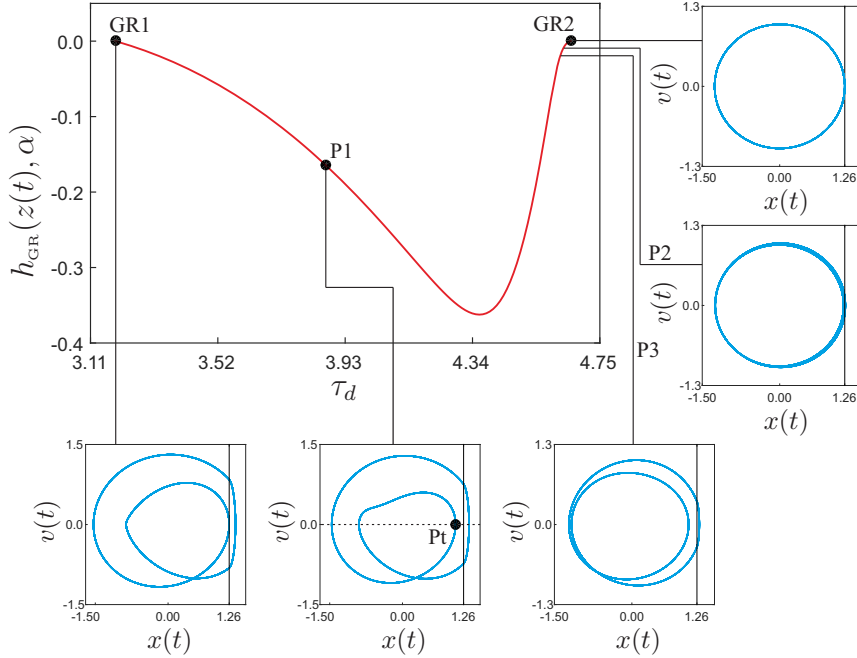 GR1
GR2
P1
0.0
-0.1
-0.2
-0.3
-0.4
h_GR(z(t), α)
3.11
3.52
3.93
4.34
4.75
τ_d
P2
P3
1.3
0.0
-1.3
v(t)
-1.50
0.00
1.26
x(t)
1.3
0.0
-1.3
v(t)
-1.50
0.00
1.26
x(t)
1.5
0.0
-1.5
v(t)
-1.50
0.00
1.26
x(t)
1.5
0.0
-1.5
v(t)
Pt
-1.50
0.00
1.26
x(t)
1.3
0.0
-1.3
v(t)
-1.50
0.00
1.26
x(t)